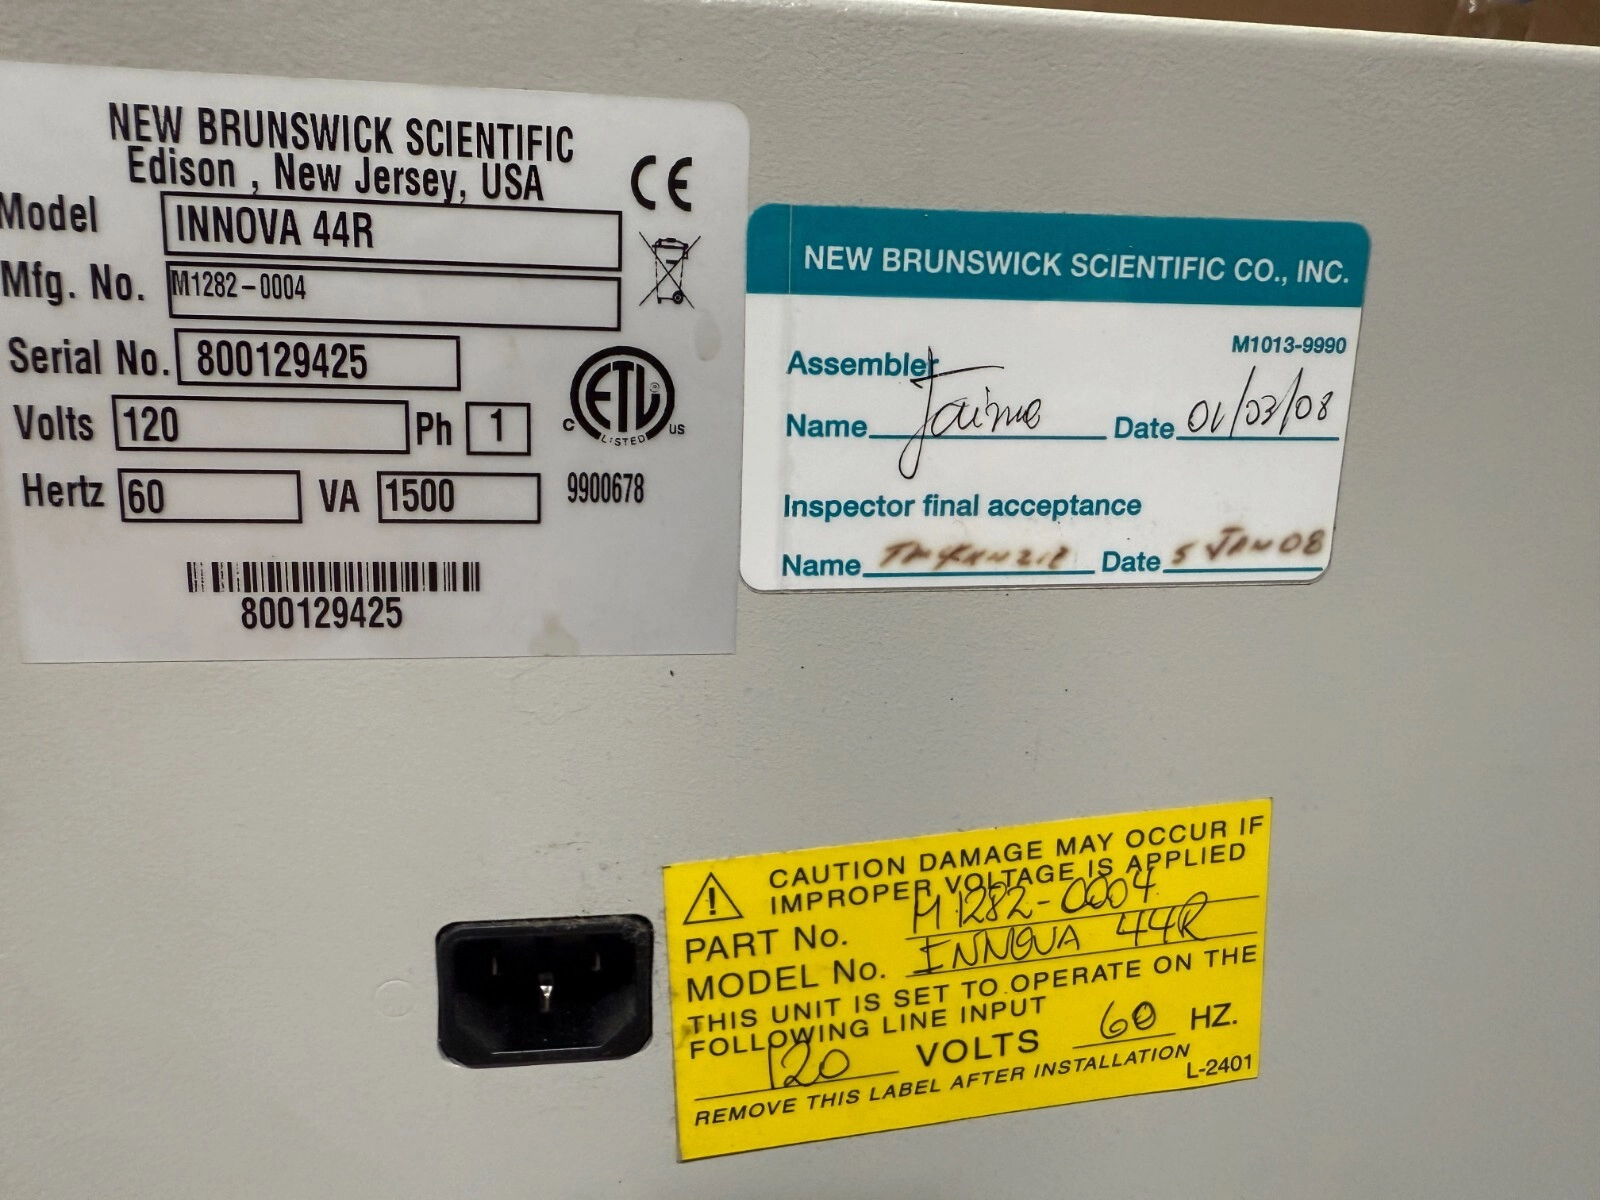 NEW BRUNSWICK SCIENTIFIC
Edison , New Jersey, USA
CE
Model INNOVA 44R
Mfg. No. M1282-0004
Serial No. 800129425
Volts 120 Ph 1
Hertz 60 VA 1500
C ETL LISTED US
9900678
800129425
NEW BRUNSWICK SCIENTIFIC CO., INC.
M1013-9990
Assembler
Name Jaime Date 01/03/08
Inspector final acceptance
Name Date 5 JAN 08
CAUTION DAMAGE MAY OCCUR IF
IMPROPER VOLTAGE IS APPLIED
PART No. M1282-0004
MODEL No. INNOVA 44R
THIS UNIT IS SET TO OPERATE ON THE
FOLLOWING LINE INPUT
120 VOLTS 60 HZ.
REMOVE THIS LABEL AFTER INSTALLATION
L-2401